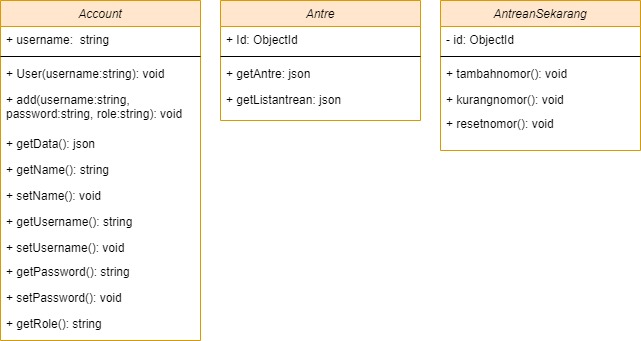 Account
+ username:  string
+ User(username:string): void
+ add(username:string,
password:string, role:string): void
+ getData(): json
+ getName(): string
+ setName(): void
+ getUsername(): string
+ setUsername(): void
+ getPassword(): string
+ setPassword(): void
+ getRole(): string
Antre
+ Id: ObjectId
+ getAntre: json
+ getListantrean: json
AntreanSekarang
- id: ObjectId
+ tambahnomor(): void
+ kurangnomor(): void
+ resetnomor(): void